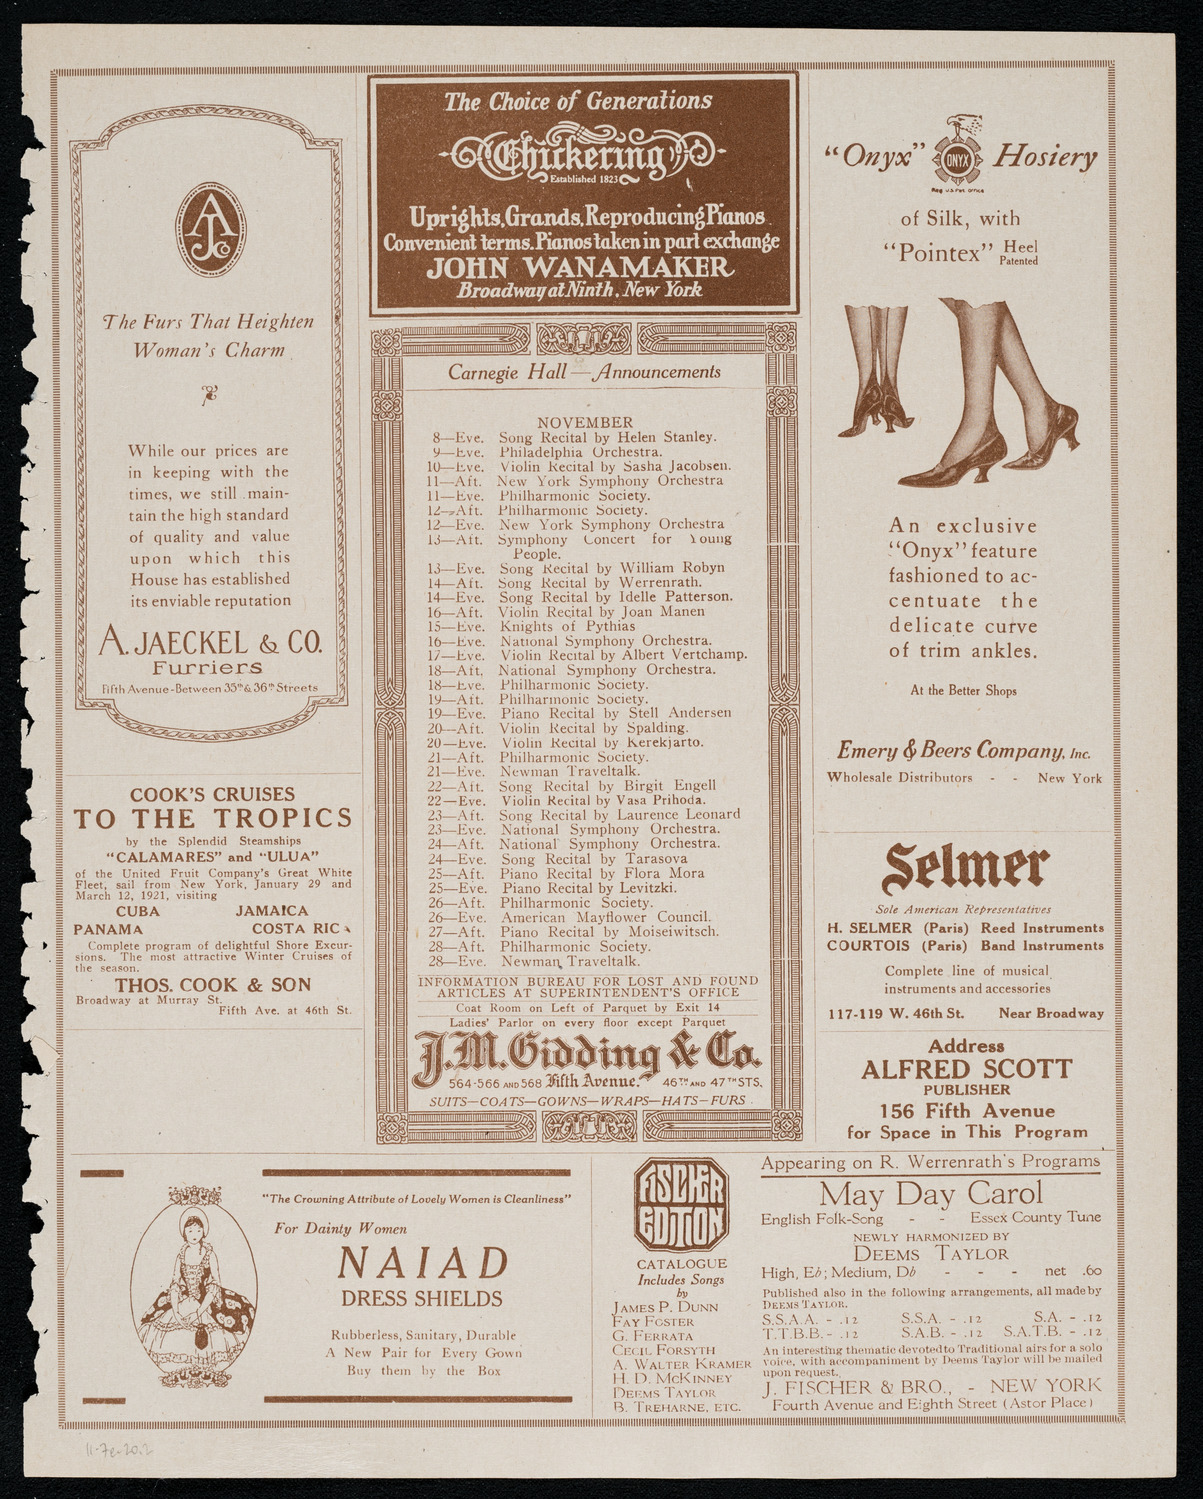 AJCo
The Furs That Heighten
Woman's Charm
While our prices are
in keeping with the
times, we still main-
tain the high standard
of quality and value
upon which this
House has established
its enviable reputation
A. JAECKEL & CO.
Furriers
Fifth Avenue-Between 35th & 36th Streets
COOK'S CRUISES
TO THE TROPICS
by the Splendid Steamships
"CALAMARES" and "ULUA"
of the United Fruit Company's Great White
Fleet, sail from New York, January 29 and
March 12, 1921, visiting
CUBA JAMAICA
PANAMA COSTA RICA
Complete program of delightful Shore Excur-
sions. The most attractive Winter Cruises of
the season.
THOS. COOK & SON
Broadway at Murray St.
Fifth Ave. at 46th St.
The Choice of Generations
Chickering
Established 1823
Uprights, Grands, Reproducing Pianos
Convenient terms. Pianos taken in part exchange
JOHN WANAMAKER
Broadway at Ninth, New York
Carnegie Hall—Announcements
NOVEMBER
8—Eve. Song Recital by Helen Stanley.
9—Eve. Philadelphia Orchestra.
10—Eve. Violin Recital by Sasha Jacobsen.
11—Aft. New York Symphony Orchestra
11—Eve. Philharmonic Society.
12—Aft. Philharmonic Society.
12—Eve. New York Symphony Orchestra
13—Aft. Symphony Concert for Young
People.
13—Eve. Song Recital by William Robyn
14—Aft. Song Recital by Werrenrath.
14—Eve. Song Recital by Idelle Patterson.
16—Aft. Violin Recital by Joan Manen
15—Eve. Knights of Pythias
16—Eve. National Symphony Orchestra.
17—Eve. Violin Recital by Albert Vertchamp.
18—Aft. National Symphony Orchestra.
18—Eve. Philharmonic Society.
19—Aft. Philharmonic Society.
19—Eve. Piano Recital by Stell Andersen
20—Aft. Violin Recital by Spalding.
20—Eve. Violin Recital by Kerekjarto.
21—Aft. Philharmonic Society.
21—Eve. Newman Traveltalk.
22—Aft. Song Recital by Birgit Engell
22—Eve. Violin Recital by Vasa Prihoda.
23—Aft. Song Recital by Laurence Leonard
23—Eve. National Symphony Orchestra.
24—Aft. National Symphony Orchestra.
24—Eve. Song Recital by Tarasova
25—Aft. Piano Recital by Flora Mora
25—Eve. Piano Recital by Levitzki.
26—Aft. Philharmonic Society.
26—Eve. American Mayflower Council.
27—Aft. Piano Recital by Moiseiwitsch.
28—Aft. Philharmonic Society.
28—Eve. Newman Traveltalk.
INFORMATION BUREAU FOR LOST AND FOUND
ARTICLES AT SUPERINTENDENT'S OFFICE
Coat Room on Left of Parquet by Exit 14
Ladies' Parlor on every floor except Parquet
J.M. Gidding & Co.
564-566 AND 568 Fifth Avenue. 46TH AND 47TH STS.
SUITS—COATS—GOWNS—WRAPS—HATS—FURS
"Onyx" ONYX Hosiery
Reg U.S. Pat. Office
of Silk, with
"Pointex" Heel
Patented
An exclusive
"Onyx" feature
fashioned to ac-
centuate the
delicate curve
of trim ankles.
At the Better Shops
Emery & Beers Company, Inc.
Wholesale Distributors - - New York
Selmer
Sole American Representatives
H. SELMER (Paris) Reed Instruments
COURTOIS (Paris) Band Instruments
Complete line of musical
instruments and accessories
117-119 W. 46th St. Near Broadway
Address
ALFRED SCOTT
PUBLISHER
156 Fifth Avenue
for Space in This Program
"The Crowning Attribute of Lovely Women is Cleanliness"
For Dainty Women
NAIAD
DRESS SHIELDS
Rubberless, Sanitary, Durable
A New Pair for Every Gown
Buy them by the Box
FISCHER
EDITION
CATALOGUE
Includes Songs
by
JAMES P. DUNN
FAY FOSTER
G. FERRATA
CECIL FORSYTH
A. WALTER KRAMER
H. D. MCKINNEY
DEEMS TAYLOR
B. TREHARNE, ETC.
Appearing on R. Werrenrath's Programs
May Day Carol
English Folk-Song - - Essex County Tune
NEWLY HARMONIZED BY
DEEMS TAYLOR
High, E♭; Medium, D♭ - - - net .60
Published also in the following arrangements, all made by
DEEMS TAYLOR.
S.S.A.A. - .12 S.S.A. - .12 S.A. - .12
T.T.B.B. - .12 S.A.B. - .12 S.A.T.B. - .12
An interesting thematic devoted to Traditional airs for a solo
voice, with accompaniment by Deems Taylor will be mailed
upon request.
J. FISCHER & BRO., - NEW YORK
Fourth Avenue and Eighth Street (Astor Place)
11-7e-20.2